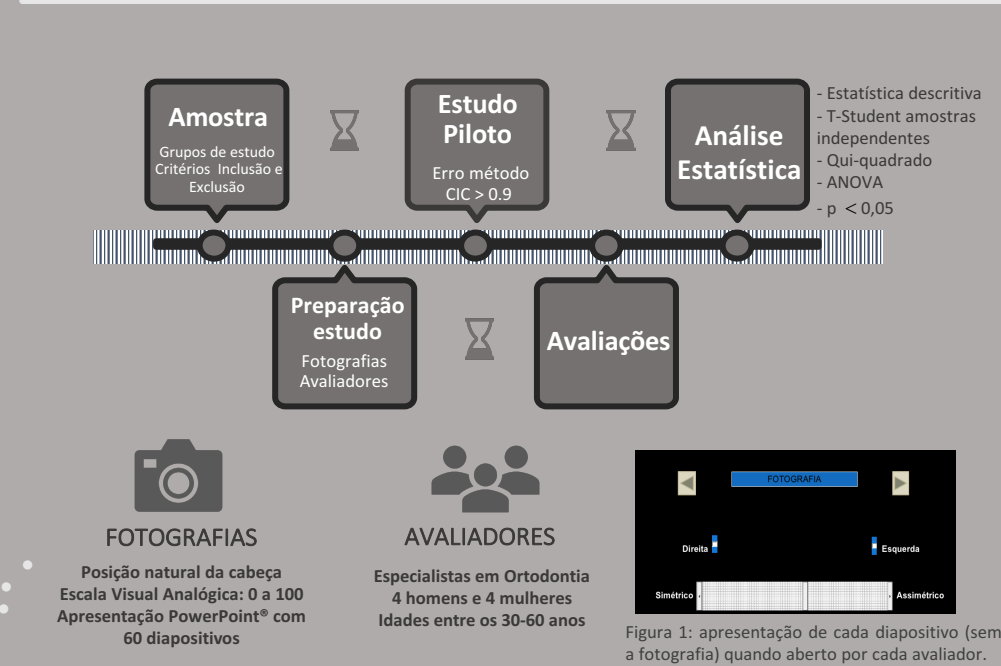 Amostra
Grupos de estudo
Critérios Inclusão e
Exclusão
Estudo
Piloto
Erro método
CIC > 0.9
Análise
Estatística
- Estatística descritiva
- T-Student amostras
independentes
- Qui-quadrado
- ANOVA
- p < 0,05
Preparação
estudo
Fotografias
Avaliadores
Avaliações
FOTOGRAFIAS
Posição natural da cabeça
Escala Visual Analógica: 0 a 100
Apresentação PowerPoint® com
60 diapositivos
AVALIADORES
Especialistas em Ortodontia
4 homens e 4 mulheres
Idades entre os 30-60 anos
FOTOGRAFIA
Direita
Esquerda
Simétrico
Assimétrico
Figura 1: apresentação de cada diapositivo (sem
a fotografia) quando aberto por cada avaliador.